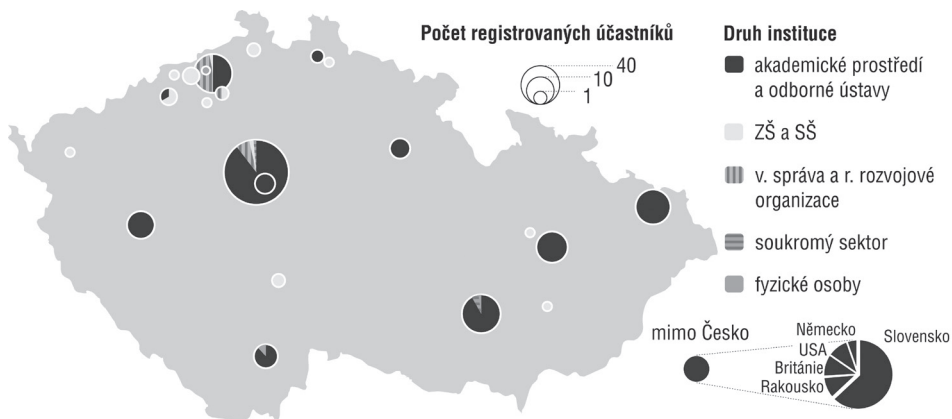 Počet registrovaných účastníků
40
10
1
Druh instituce
akademické prostředí
a odborné ústavy
ZŠ a SŠ
v. správa a r. rozvojové
organizace
soukromý sektor
fyzické osoby
mimo Česko
Německo
USA
Británie
Rakousko
Slovensko